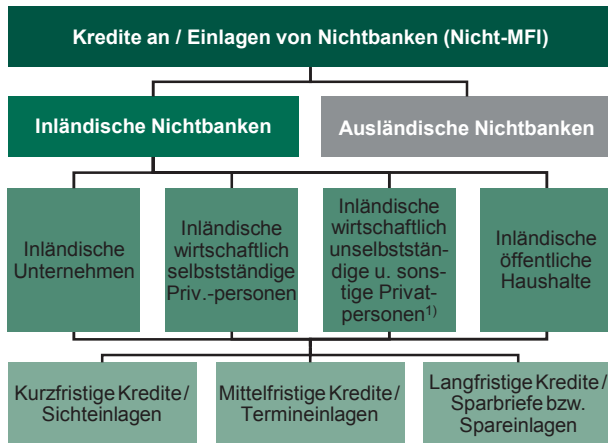 Kredite an / Einlagen von Nichtbanken (Nicht-MFI)
Inländische Nichtbanken
Ausländische Nichtbanken
Inländische
Unternehmen
Inländische
wirtschaftlich
selbstständige
Priv.-personen
Inländische
wirtschaftlich
unselbststän-
dige u. sons-
tige Privat-
personen1)
Inländische
öffentliche
Haushalte
Kurzfristige Kredite/
Sichteinlagen
Mittelfristige Kredite/
Termineinlagen
Langfristige Kredite/
Sparbriefe bzw.
Spareinlagen